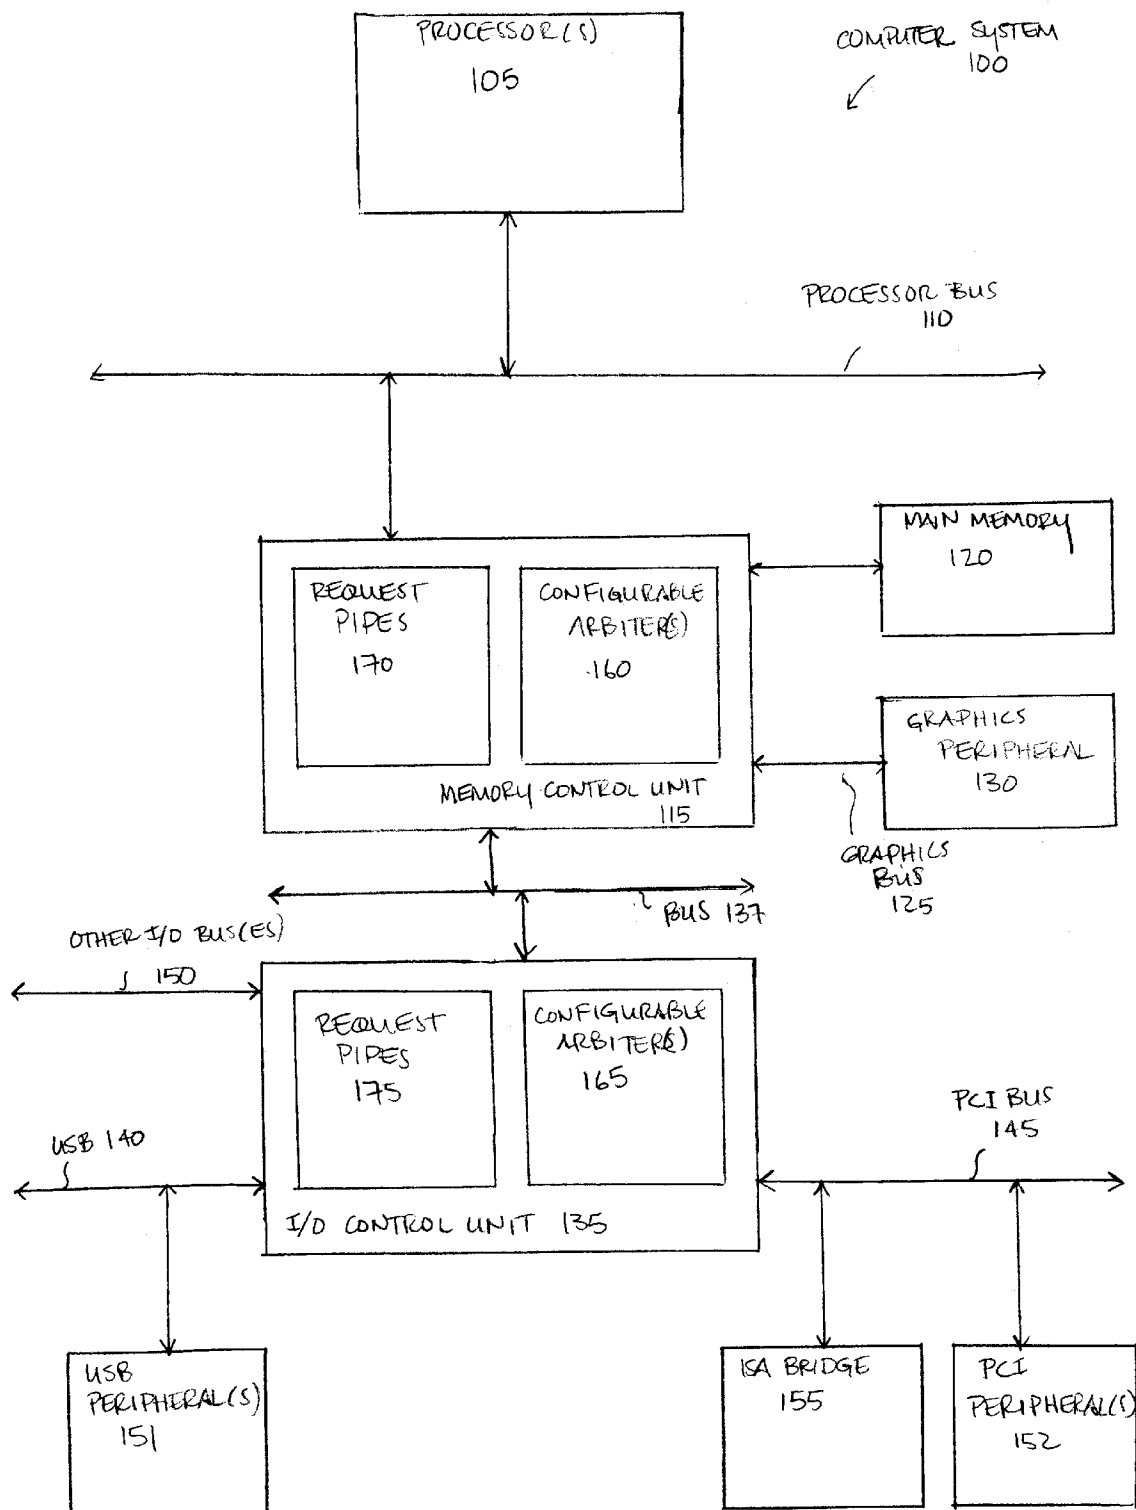 PROCESSOR(S)
105
COMPUTER SYSTEM
100
PROCESSOR BUS
110
MAIN MEMORY
120
REQUEST
PIPES
170
CONFIGURABLE
ARBITER(S)
160
GRAPHICS
PERIPHERAL
130
MEMORY CONTROL UNIT
115
GRAPHICS
BUS
125
BUS 137
OTHER I/O BUS(ES)
150
REQUEST
PIPES
175
CONFIGURABLE
ARBITER(S)
165
PCI BUS
145
USB 140
I/O CONTROL UNIT 135
USB
PERIPHERAL(S)
151
ISA BRIDGE
155
PCI
PERIPHERAL(S)
152